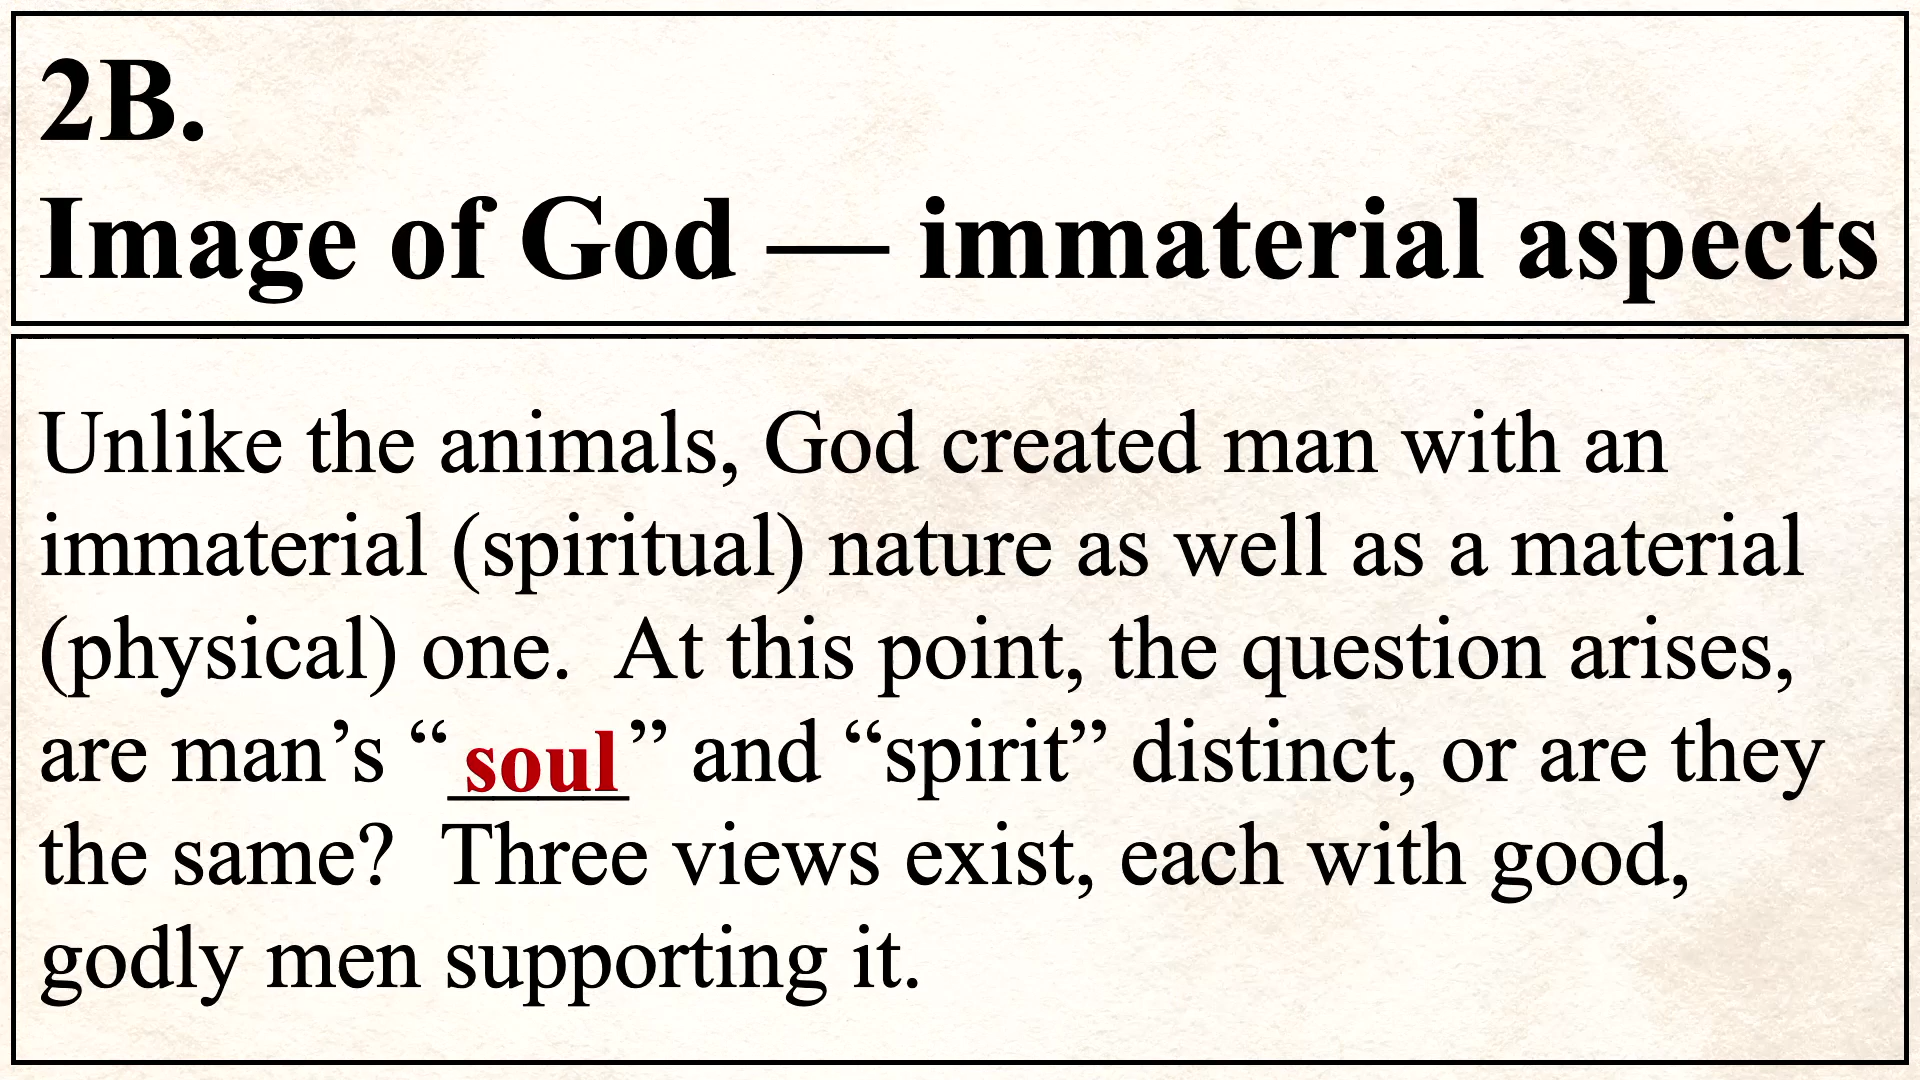 2B.
Image of God — immaterial aspects
Unlike the animals, God created man with an
immaterial (spiritual) nature as well as a material
(physical) one.  At this point, the question arises,
are man’s “soul” and “spirit” distinct, or are they
the same?  Three views exist, each with good,
godly men supporting it.